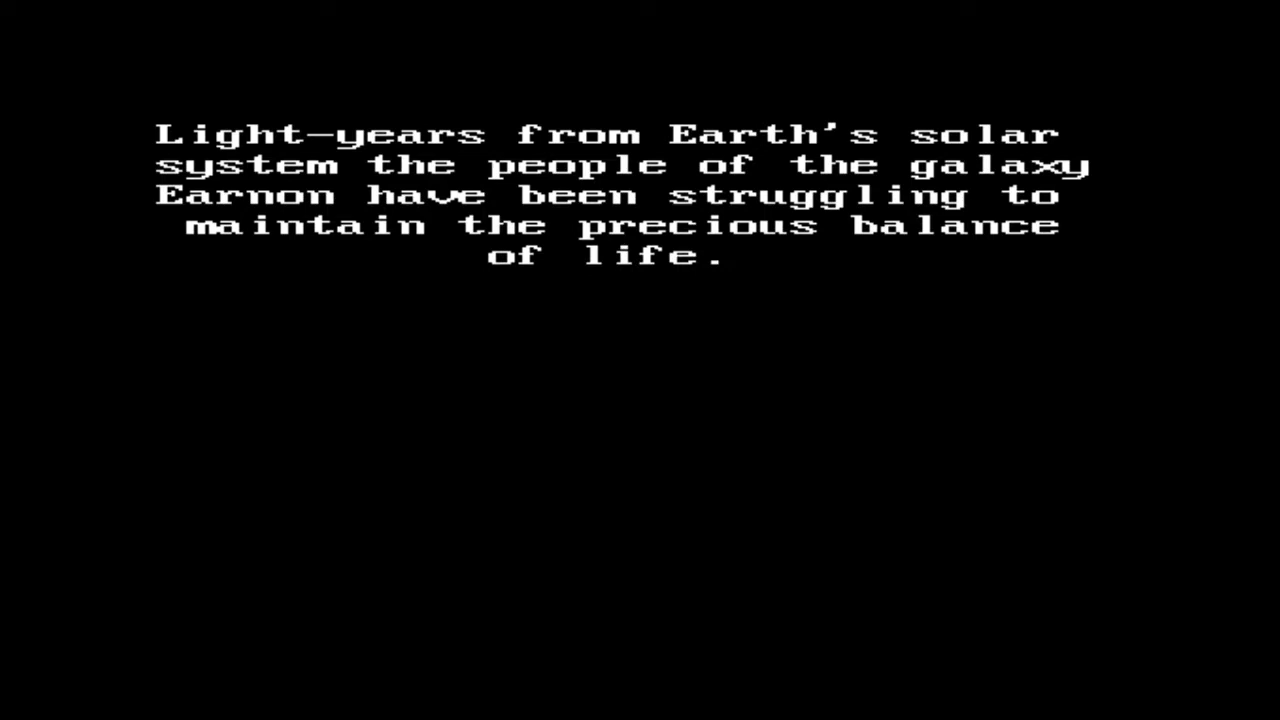 Light-years from Earth's solar
system the people of the galaxy
Earnon have been struggling to
maintain the precious balance
of life.